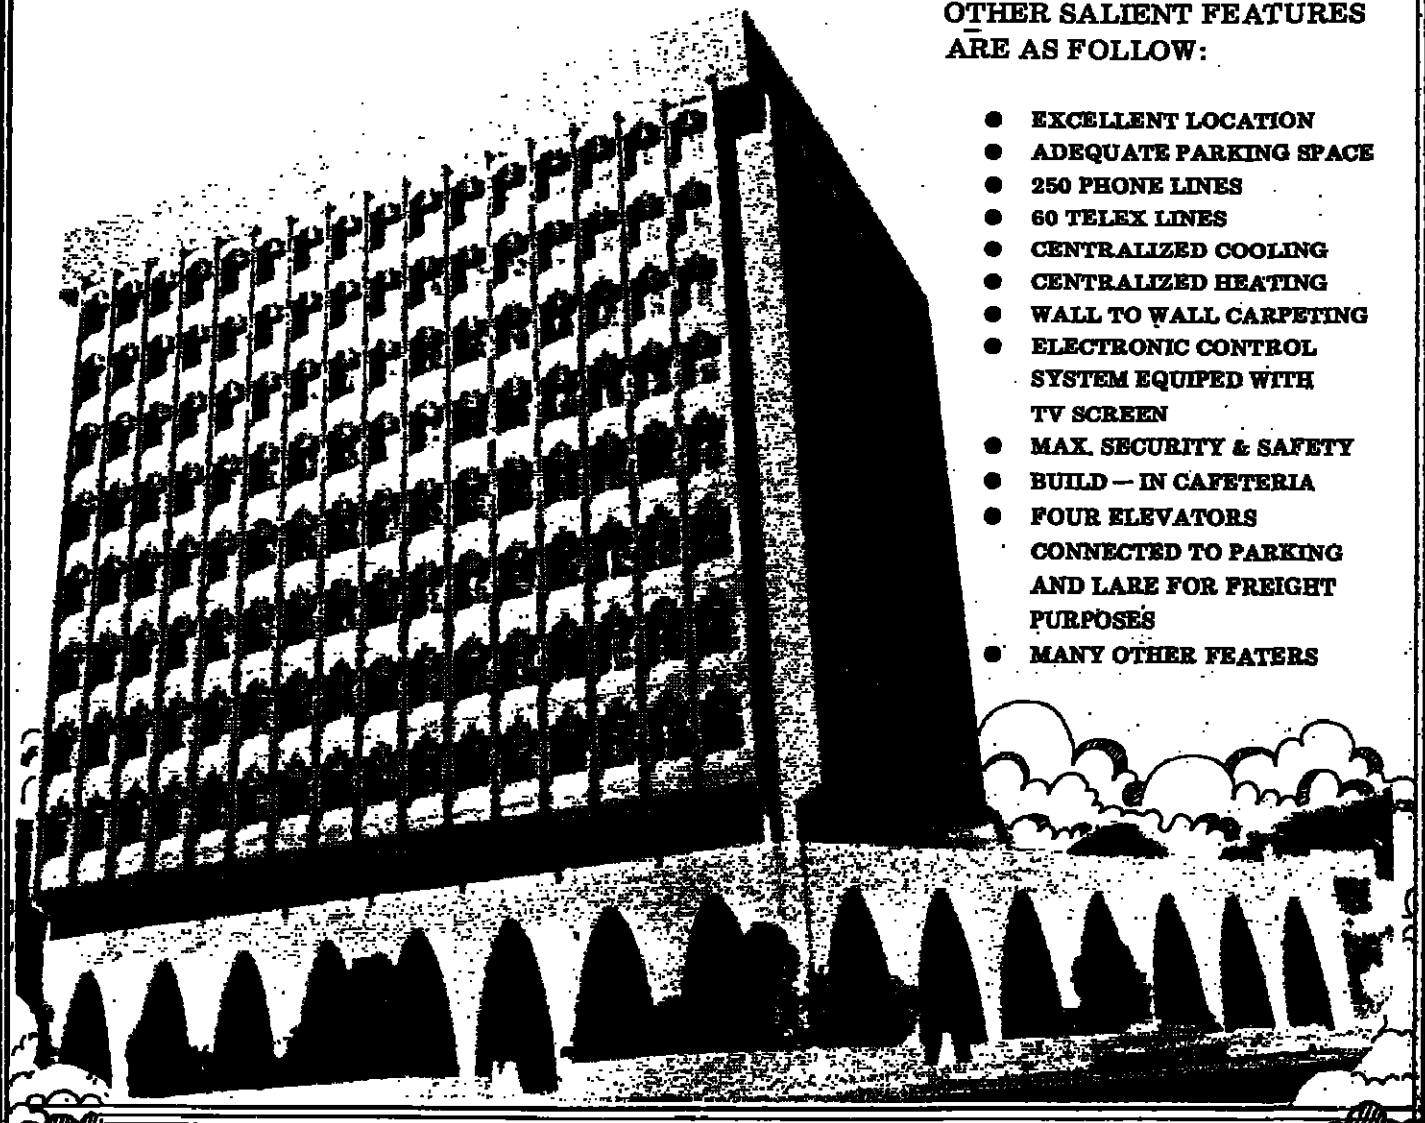 OTHER SALIENT FEATURES
ARE AS FOLLOW:
● EXCELLENT LOCATION
● ADEQUATE PARKING SPACE
● 250 PHONE LINES
● 60 TELEX LINES
● CENTRALIZED COOLING
● CENTRALIZED HEATING
● WALL TO WALL CARPETING
● ELECTRONIC CONTROL
SYSTEM EQUIPED WITH
TV SCREEN
● MAX. SECURITY & SAFETY
● BUILD — IN CAFETERIA
● FOUR ELEVATORS
CONNECTED TO PARKING
AND LARE FOR FREIGHT
PURPOSES
● MANY OTHER FEATERS